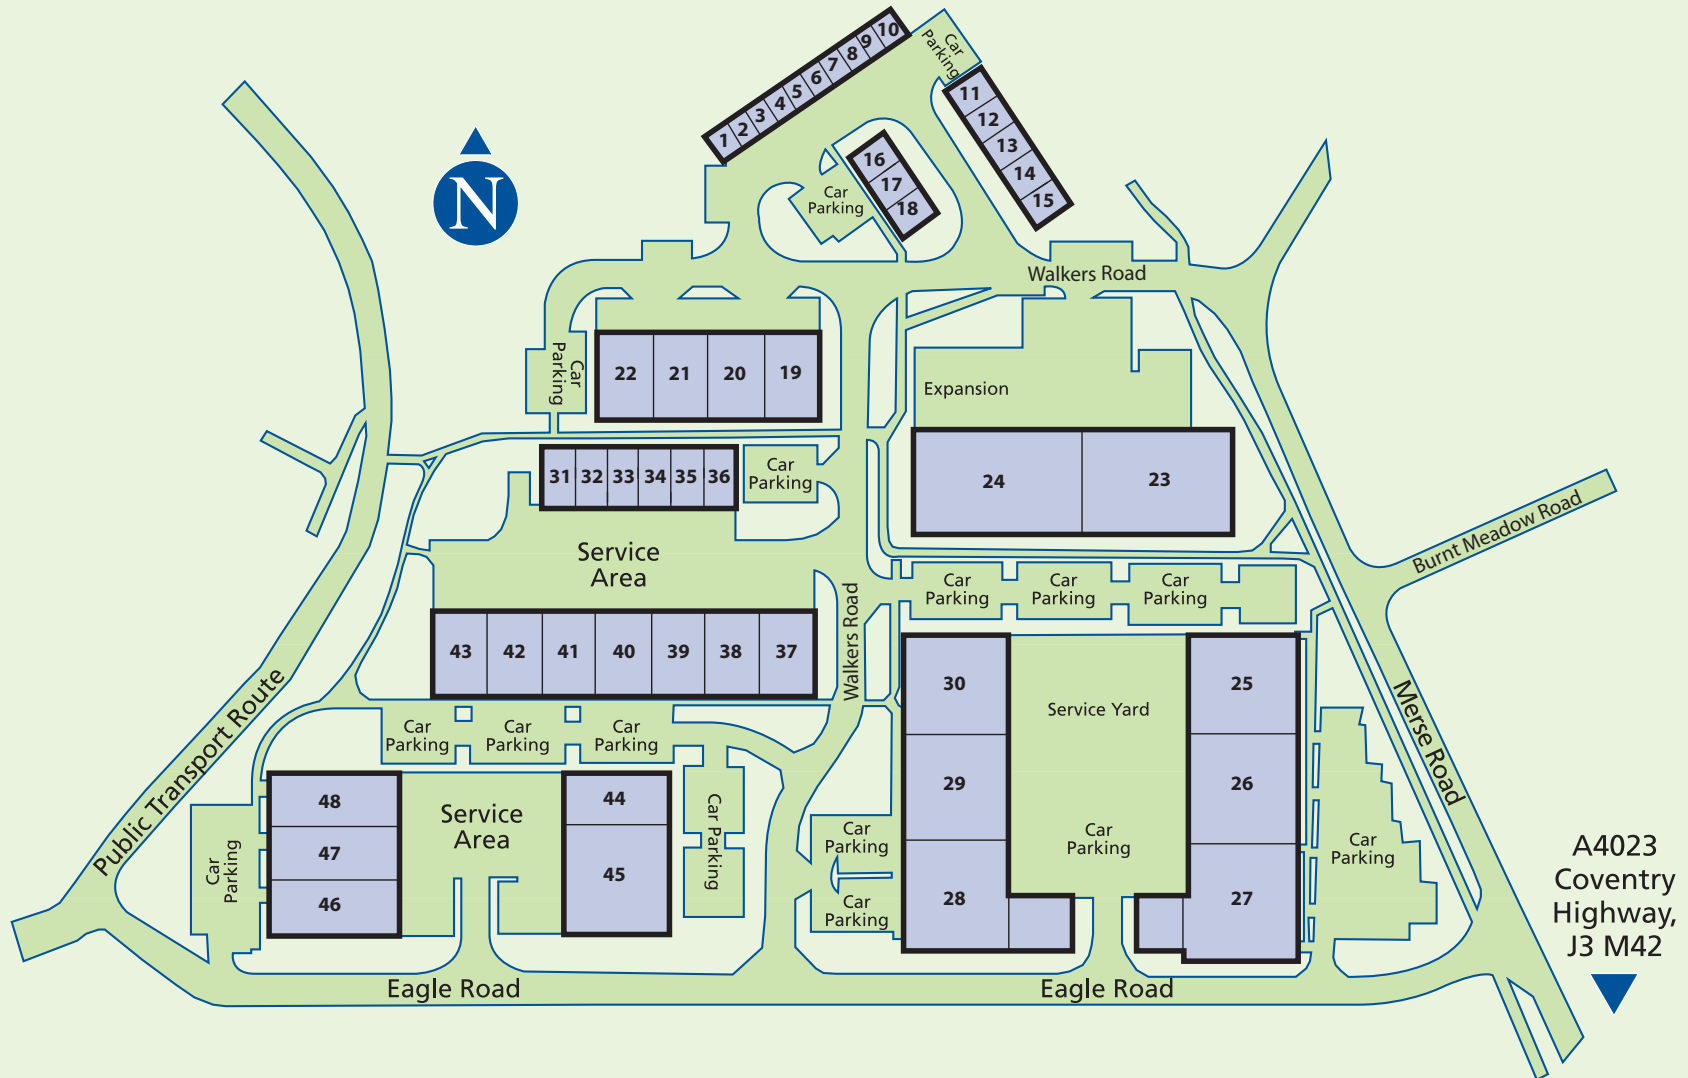 1
2
3
4
5
6
7
8
9
10
Car
Parking
11
12
13
14
15
16
17
18
Car
Parking
N
Walkers Road
Car
Parking
22
21
20
19
Expansion
24
23
31
32
33
34
35
36
Car
Parking
Service
Area
Burnt Meadow Road
Car
Parking
Car
Parking
Car
Parking
Walkers Road
43
42
41
40
39
38
37
30
29
28
Service Yard
Car
Parking
25
26
27
Merse Road
Public Transport Route
Car
Parking
Car
Parking
Car
Parking
48
47
46
Service
Area
44
45
Car Parking
Car
Parking
Car
Parking
Car
Parking
Car
Parking
A4023
Coventry
Highway,
J3 M42
Eagle Road
Eagle Road